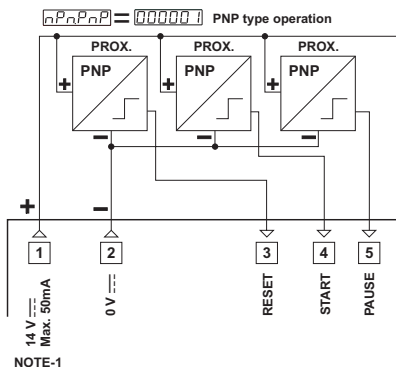 nPnPnP = 000001 PNP type operation
PROX. PROX. PROX.
PNP PNP PNP
+ + +
− − −
+ −
1 2 3 4 5
14 V Max. 50mA
0 V
RESET
START
PAUSE
NOTE-1